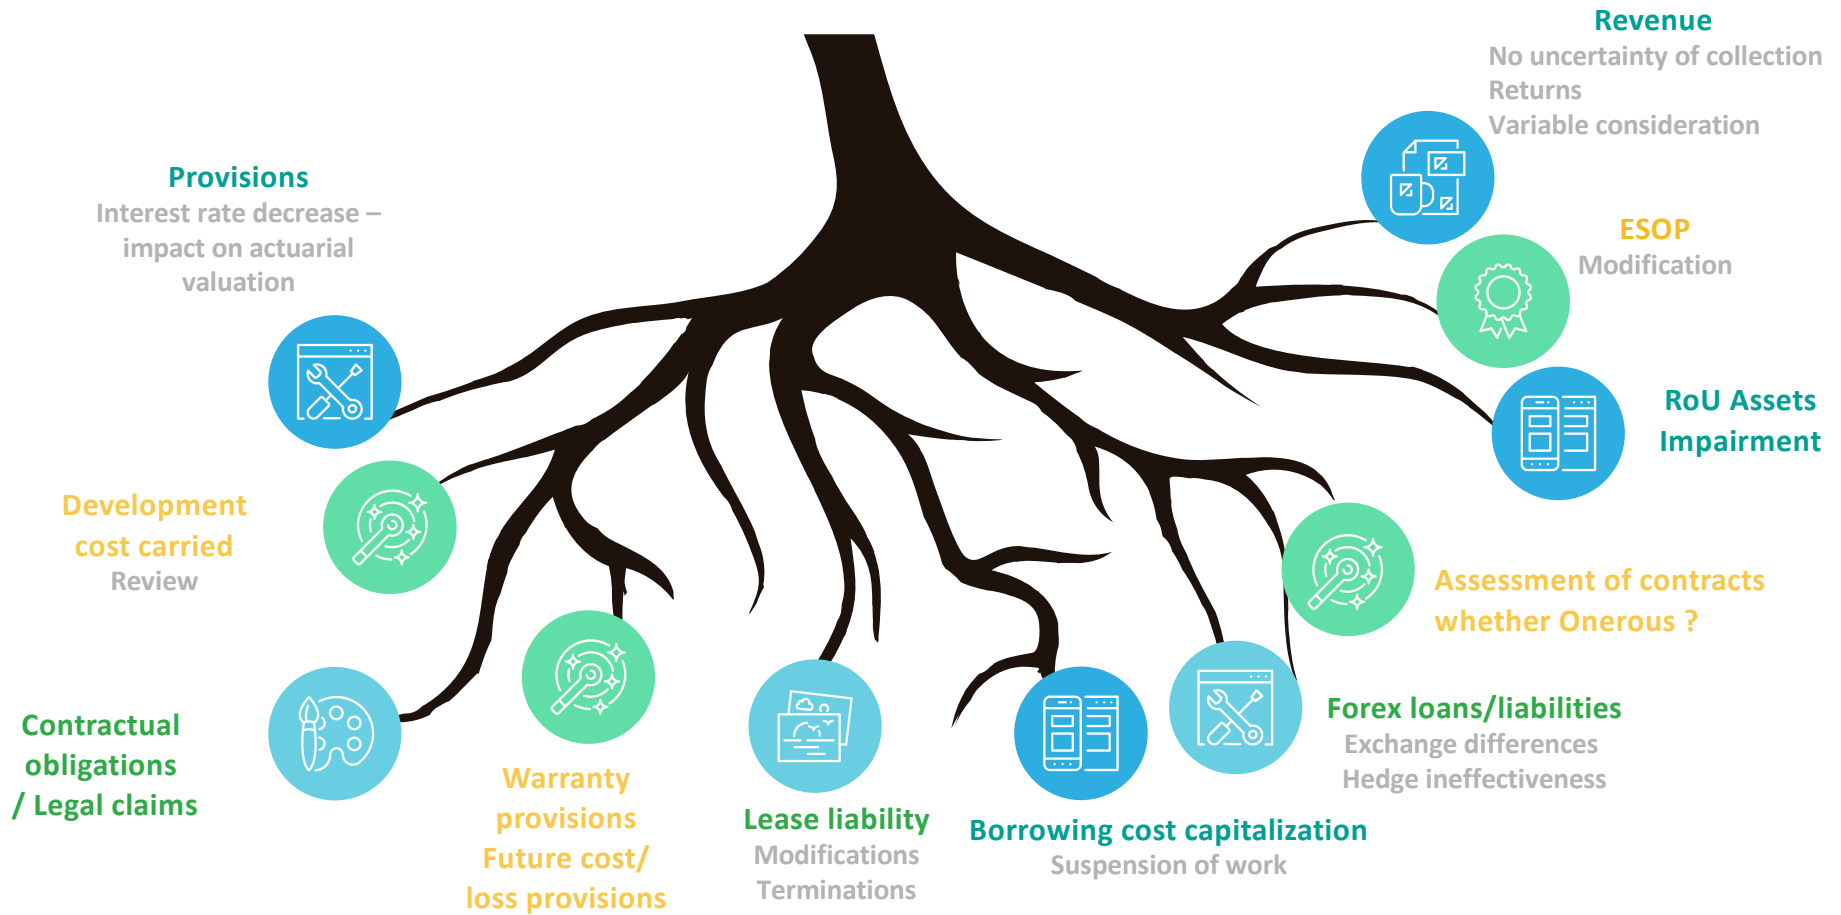 Revenue
No uncertainty of collection
Returns
Variable consideration
Provisions
Interest rate decrease –
impact on actuarial
valuation
ESOP
Modification
RoU Assets
Impairment
Development
cost carried
Review
Assessment of contracts
whether Onerous ?
Contractual
obligations
/ Legal claims
Warranty
provisions
Future cost/
loss provisions
Lease liability
Modifications
Terminations
Borrowing cost capitalization
Suspension of work
Forex loans/liabilities
Exchange differences
Hedge ineffectiveness